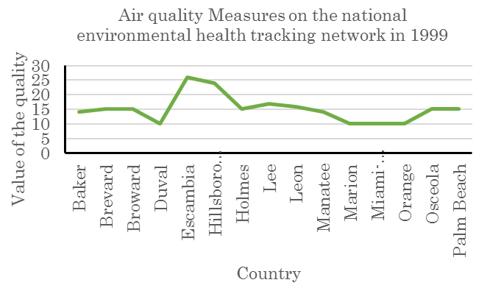 Air quality Measures on the national
environmental health tracking network in 1999
Value of the quality
30
25
20
15
10
5
0
Baker
Brevard
Broward
Duval
Escambia
Hillsboro…
Holmes
Lee
Leon
Manatee
Marion
Miami-…
Orange
Osceola
Palm Beach
Country